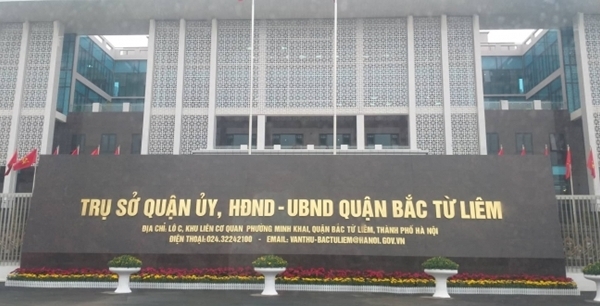 TRỤ SỞ QUẬN ỦY, HĐND - UBND QUẬN BẮC TỪ LIÊM
ĐỊA CHỈ: LÔ C, KHU LIÊN CƠ QUAN PHƯỜNG MINH KHAI, QUẬN BẮC TỪ LIÊM, THÀNH PHỐ HÀ NỘI
ĐIỆN THOẠI:024.32242100 - EMAIL: VANTHU-BACTULIEM@HANOI.GOV.VN